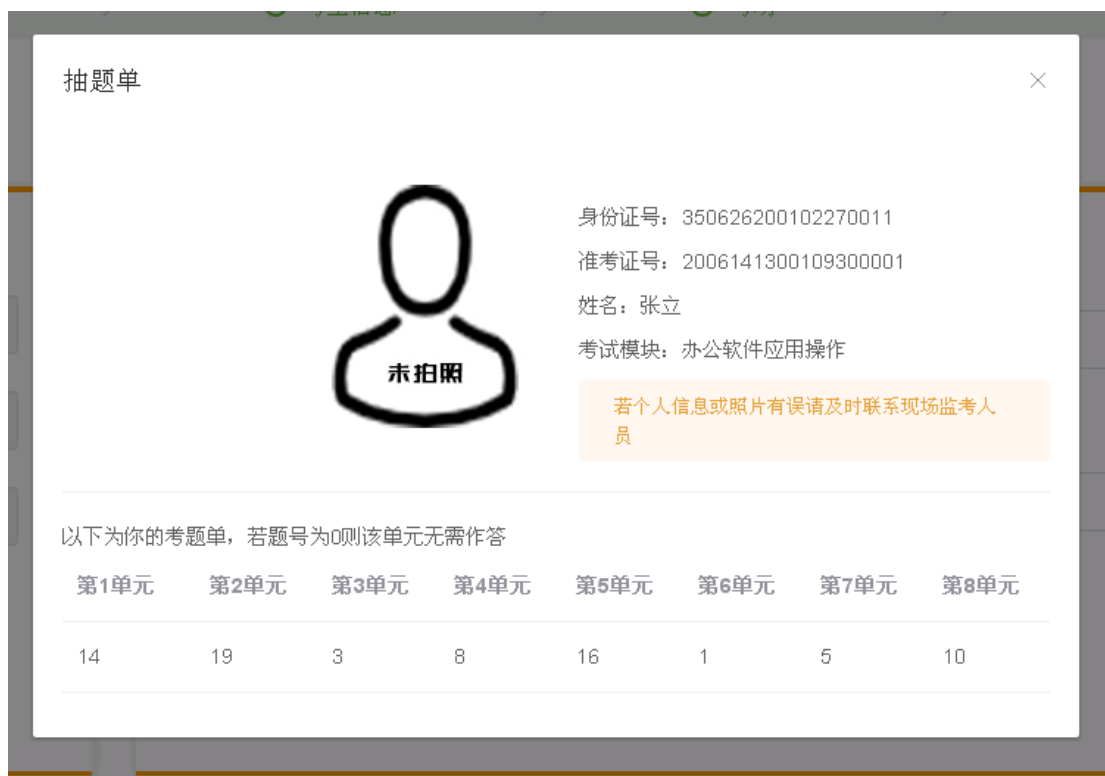 抽题单
身份证号：350626200102270011
准考证号：2006141300109300001
姓名：张立
考试模块：办公软件应用操作
未拍照
若个人信息或照片有误请及时联系现场监考人
员
以下为你的考题单，若题号为0则该单元无需作答
第1单元 第2单元 第3单元 第4单元 第5单元 第6单元 第7单元 第8单元
14 19 3 8 16 1 5 10